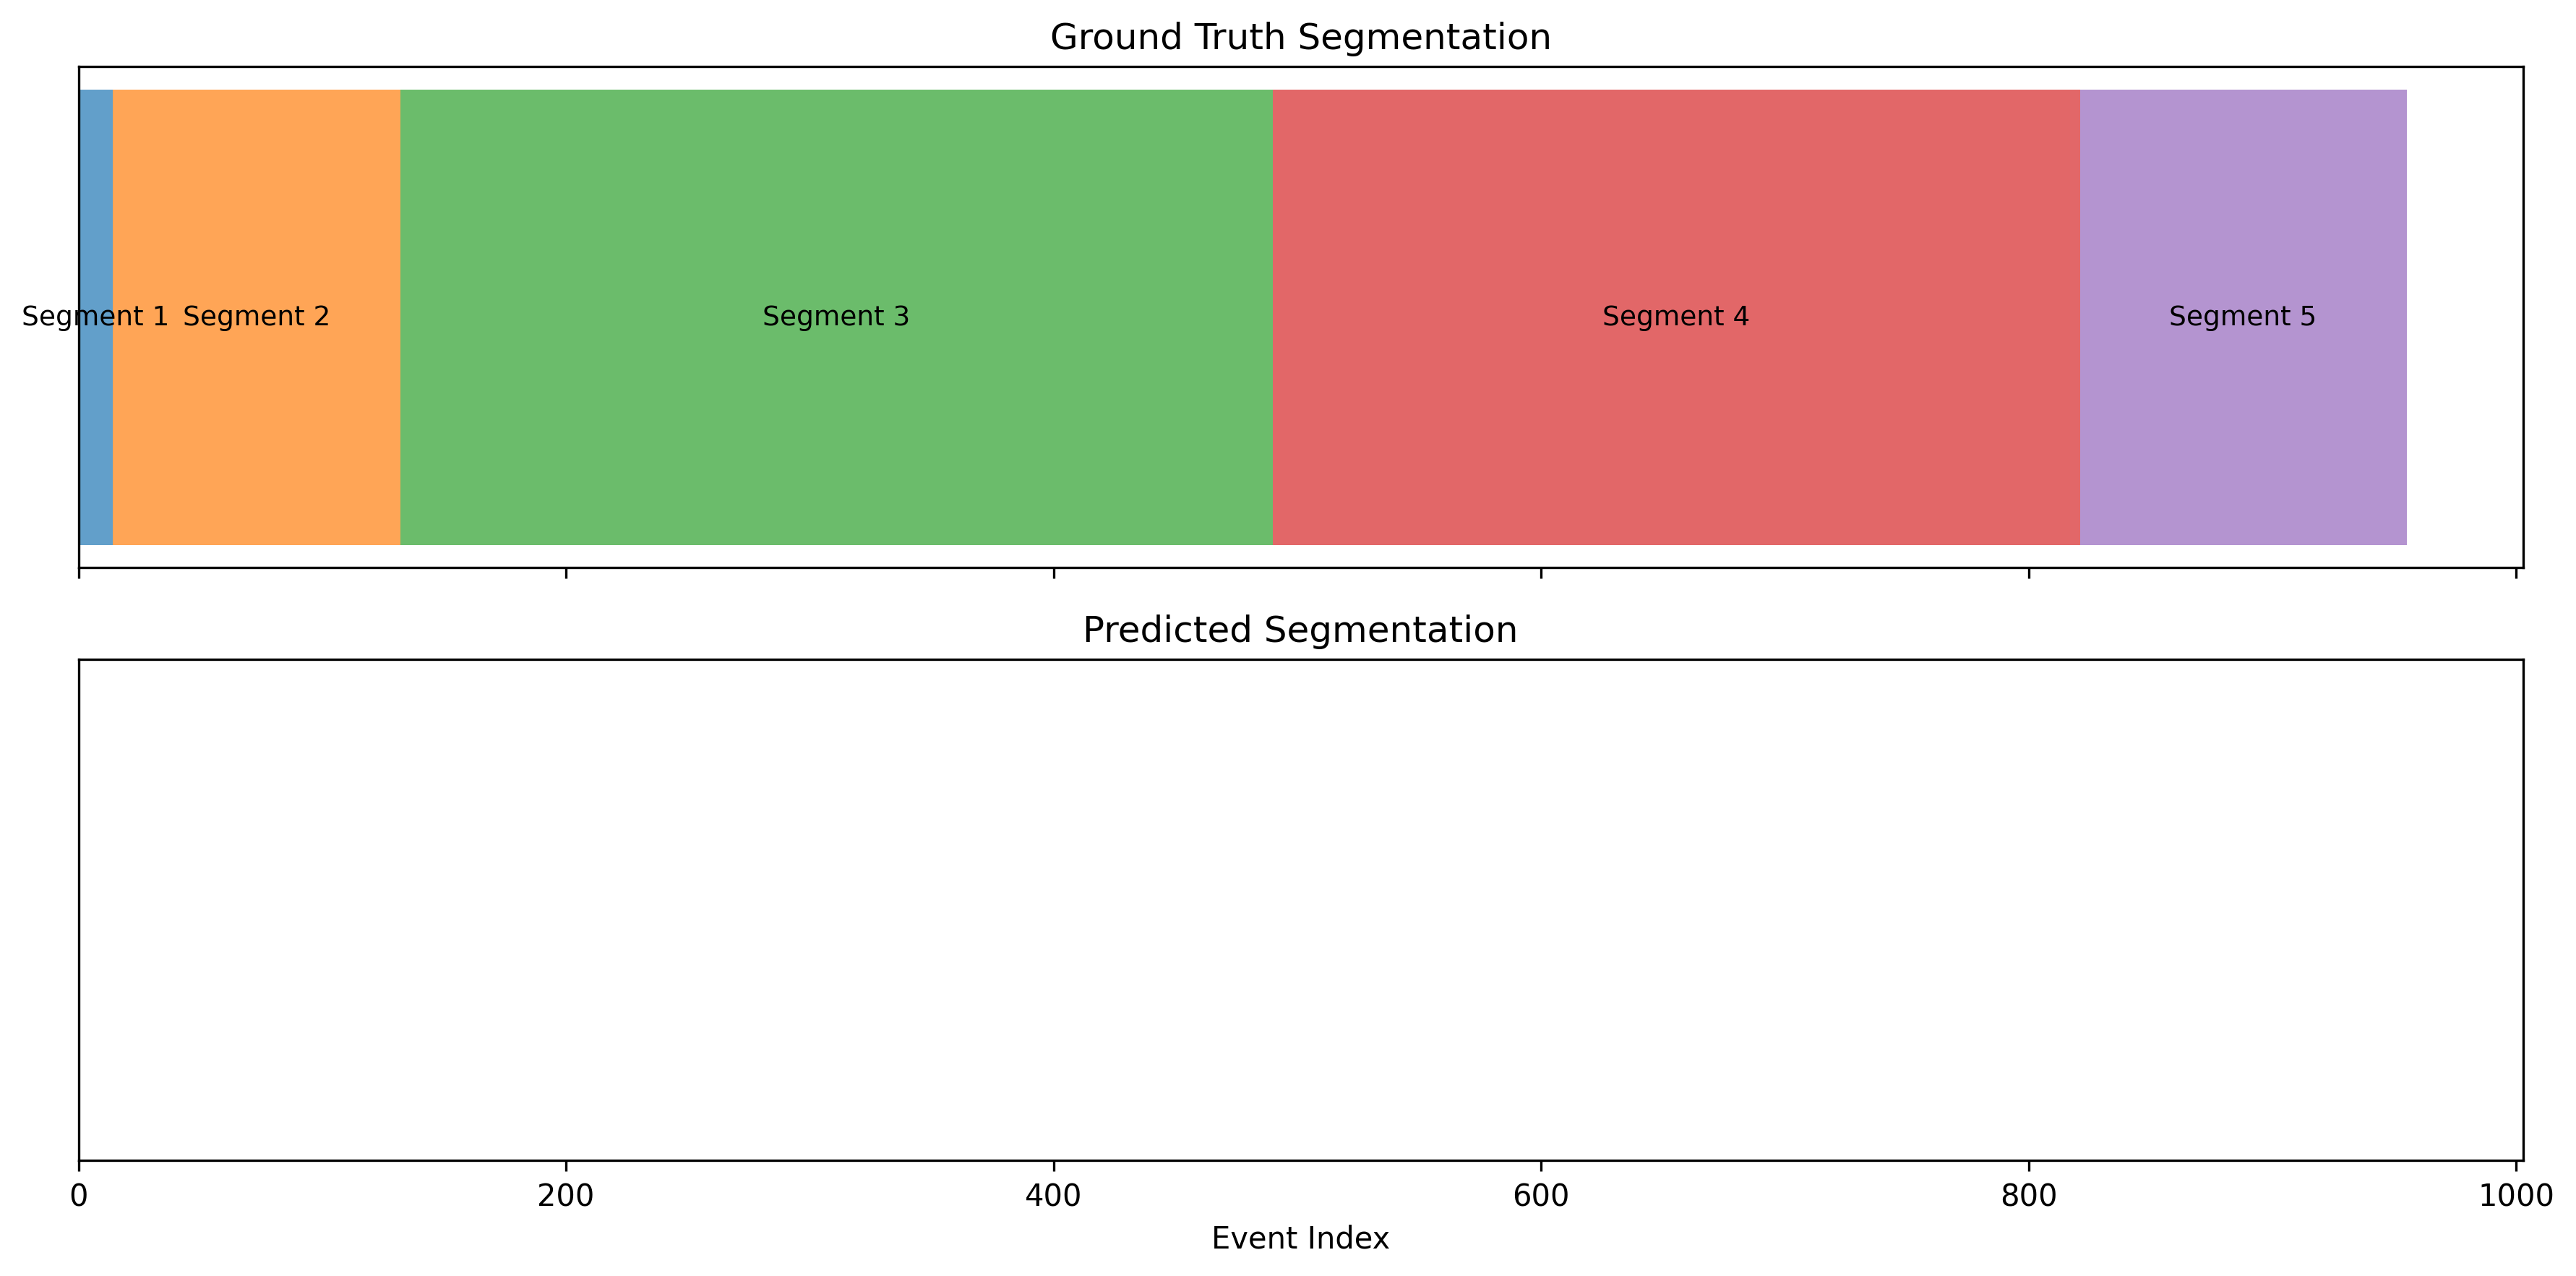 Ground Truth Segmentation
Segment 1 Segment 2 Segment 3 Segment 4 Segment 5
Predicted Segmentation
0 200 400 600 800 1000
Event Index